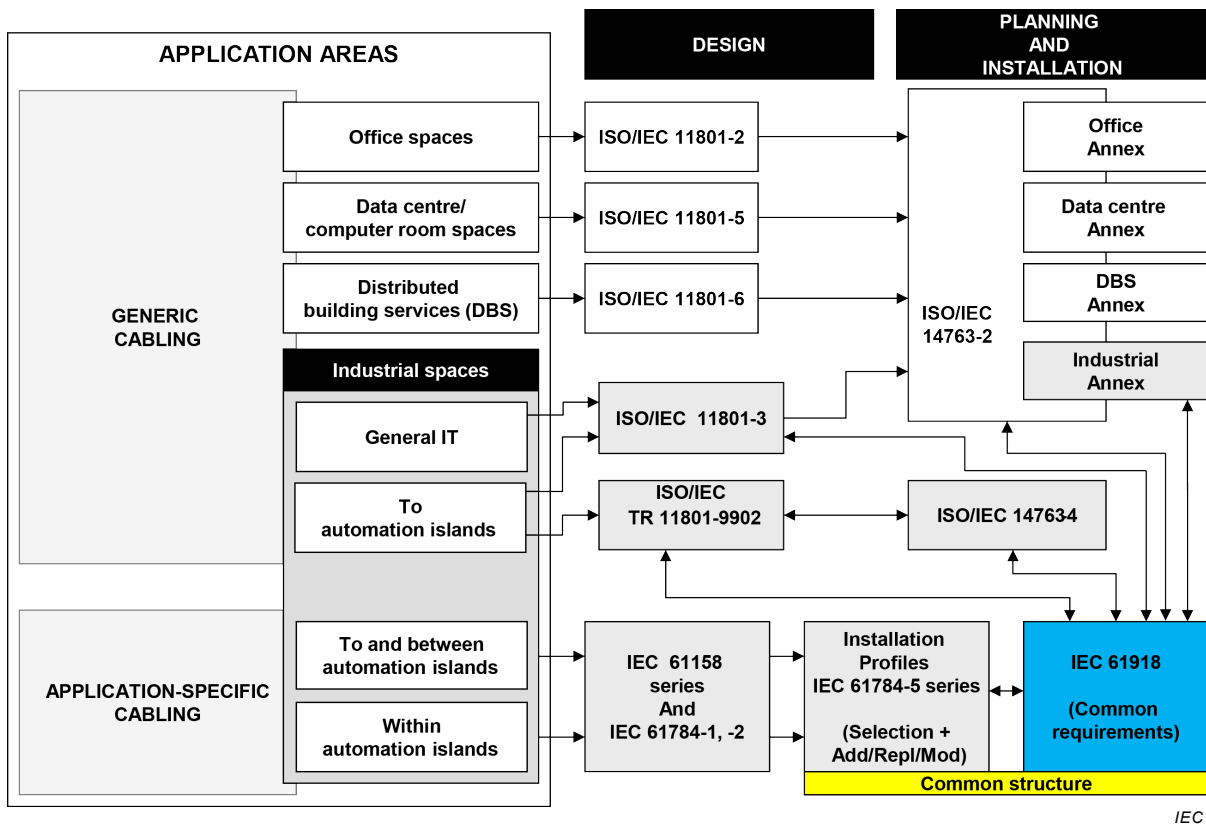 APPLICATION AREAS
DESIGN
PLANNING
AND
INSTALLATION
GENERIC
CABLING
Office spaces
ISO/IEC 11801-2
Office
Annex
Data centre/
computer room spaces
ISO/IEC 11801-5
Data centre
Annex
Distributed
building services (DBS)
ISO/IEC 11801-6
DBS
Annex
ISO/IEC
14763-2
Industrial
Annex
Industrial spaces
General IT
ISO/IEC 11801-3
To
automation islands
ISO/IEC
TR 11801-9902
ISO/IEC 14763-4
APPLICATION-SPECIFIC
CABLING
To and between
automation islands
Within
automation islands
IEC 61158
series
And
IEC 61784-1, -2
Installation
Profiles
IEC 61784-5 series
(Selection +
Add/Repl/Mod)
IEC 61918
(Common
requirements)
Common structure
IEC